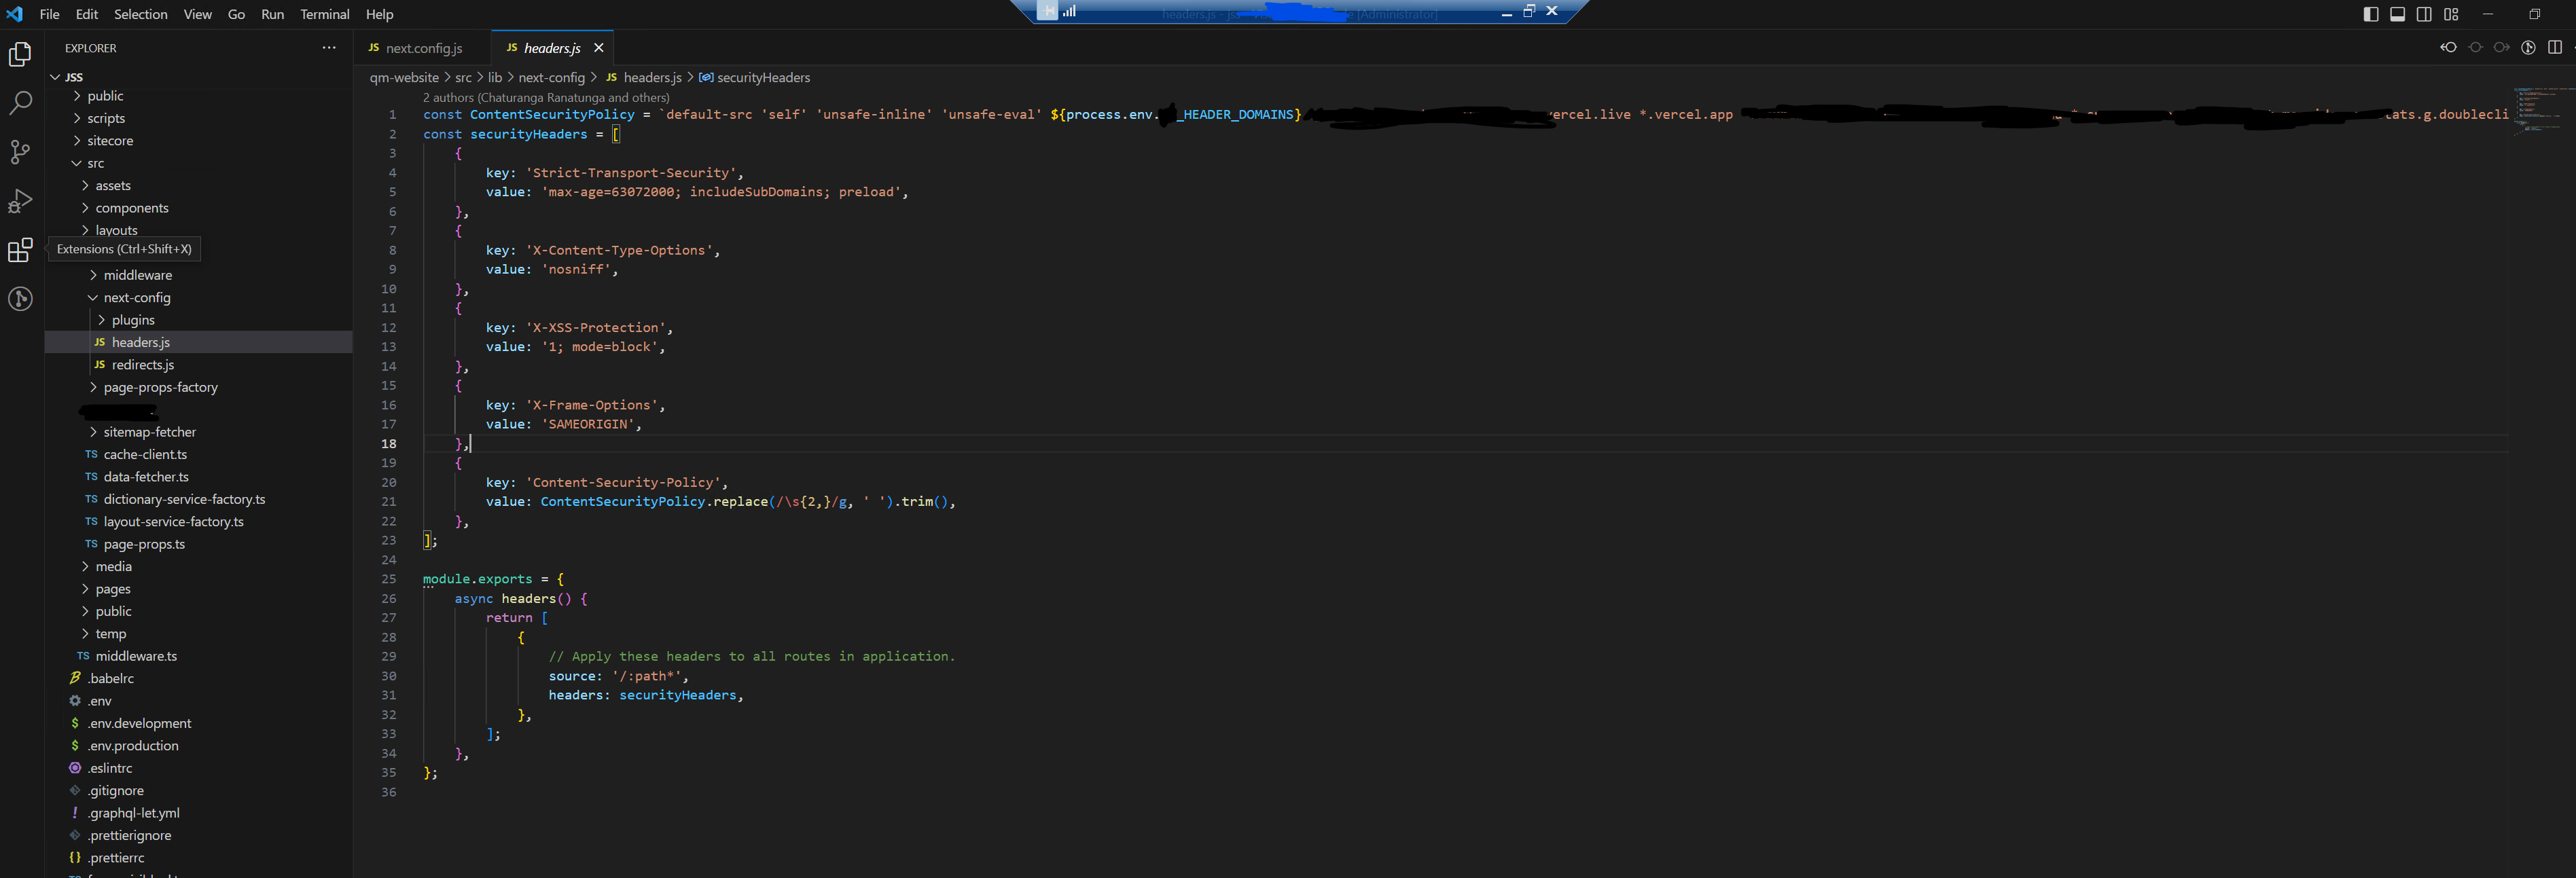 File Edit Selection View Go Run Terminal Help
headers.js - jss [Administrator]
EXPLORER
JSS
public
scripts
sitecore
src
assets
components
layouts
Extensions (Ctrl+Shift+X)
middleware
next-config
plugins
JS headers.js
JS redirects.js
page-props-factory
sitemap-fetcher
TS cache-client.ts
TS data-fetcher.ts
TS dictionary-service-factory.ts
TS layout-service-factory.ts
TS page-props.ts
media
pages
public
temp
TS middleware.ts
.babelrc
.env
$ .env.development
$ .env.production
.eslintrc
.gitignore
! .graphql-let.yml
.prettierignore
{} .prettierrc
JS next.config.js JS headers.js
qm-website > src > lib > next-config > JS headers.js > securityHeaders
2 authors (Chaturanga Ranatunga and others)
1 const ContentSecurityPolicy = `default-src 'self' 'unsafe-inline' 'unsafe-eval' ${process.env. _HEADER_DOMAINS} vercel.live *.vercel.app tats.g.doublecli
2 const securityHeaders = [
3 {
4 key: 'Strict-Transport-Security',
5 value: 'max-age=63072000; includeSubDomains; preload',
6 },
7 {
8 key: 'X-Content-Type-Options',
9 value: 'nosniff',
10 },
11 {
12 key: 'X-XSS-Protection',
13 value: '1; mode=block',
14 },
15 {
16 key: 'X-Frame-Options',
17 value: 'SAMEORIGIN',
18 },
19 {
20 key: 'Content-Security-Policy',
21 value: ContentSecurityPolicy.replace(/\s{2,}/g, ' ').trim(),
22 },
23 ];
24
25 module.exports = {
26 async headers() {
27 return [
28 {
29 // Apply these headers to all routes in application.
30 source: '/:path*',
31 headers: securityHeaders,
32 },
33 ];
34 },
35 };
36